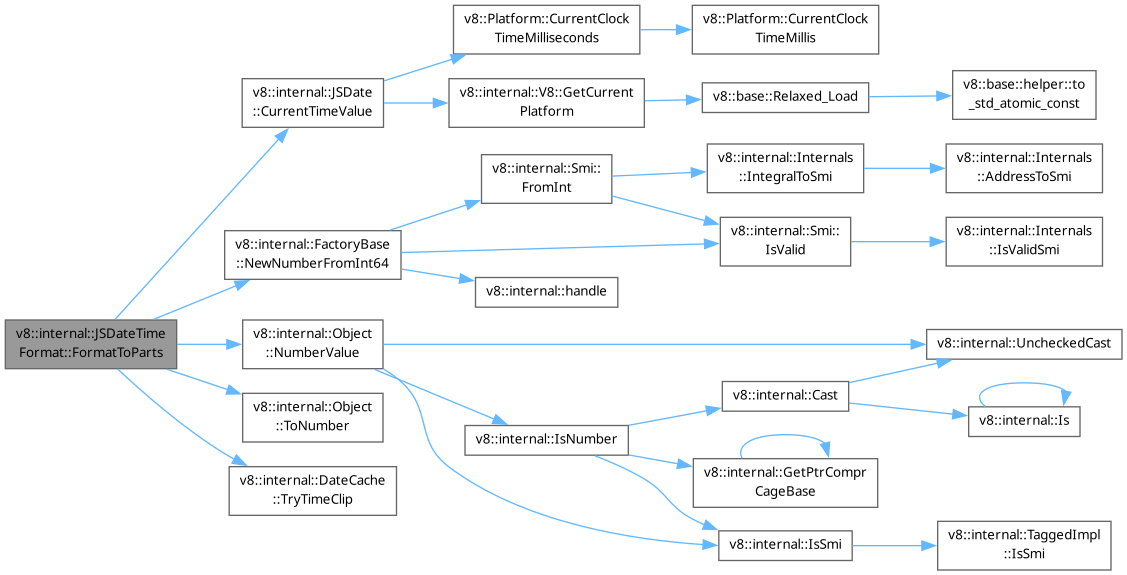 v8::Platform::CurrentClock
TimeMilliseconds
v8::Platform::CurrentClock
TimeMillis
v8::internal::JSDate
::CurrentTimeValue
v8::internal::V8::GetCurrent
Platform
v8::base::Relaxed_Load
v8::base::helper::to
_std_atomic_const
v8::internal::Smi::
FromInt
v8::internal::Internals
::IntegralToSmi
v8::internal::Internals
::AddressToSmi
v8::internal::FactoryBase
::NewNumberFromInt64
v8::internal::Smi::
IsValid
v8::internal::Internals
::IsValidSmi
v8::internal::handle
v8::internal::JSDateTime
Format::FormatToParts
v8::internal::Object
::NumberValue
v8::internal::UncheckedCast
v8::internal::Object
::ToNumber
v8::internal::Cast
v8::internal::Is
v8::internal::IsNumber
v8::internal::DateCache
::TryTimeClip
v8::internal::GetPtrCompr
CageBase
v8::internal::IsSmi
v8::internal::TaggedImpl
::IsSmi